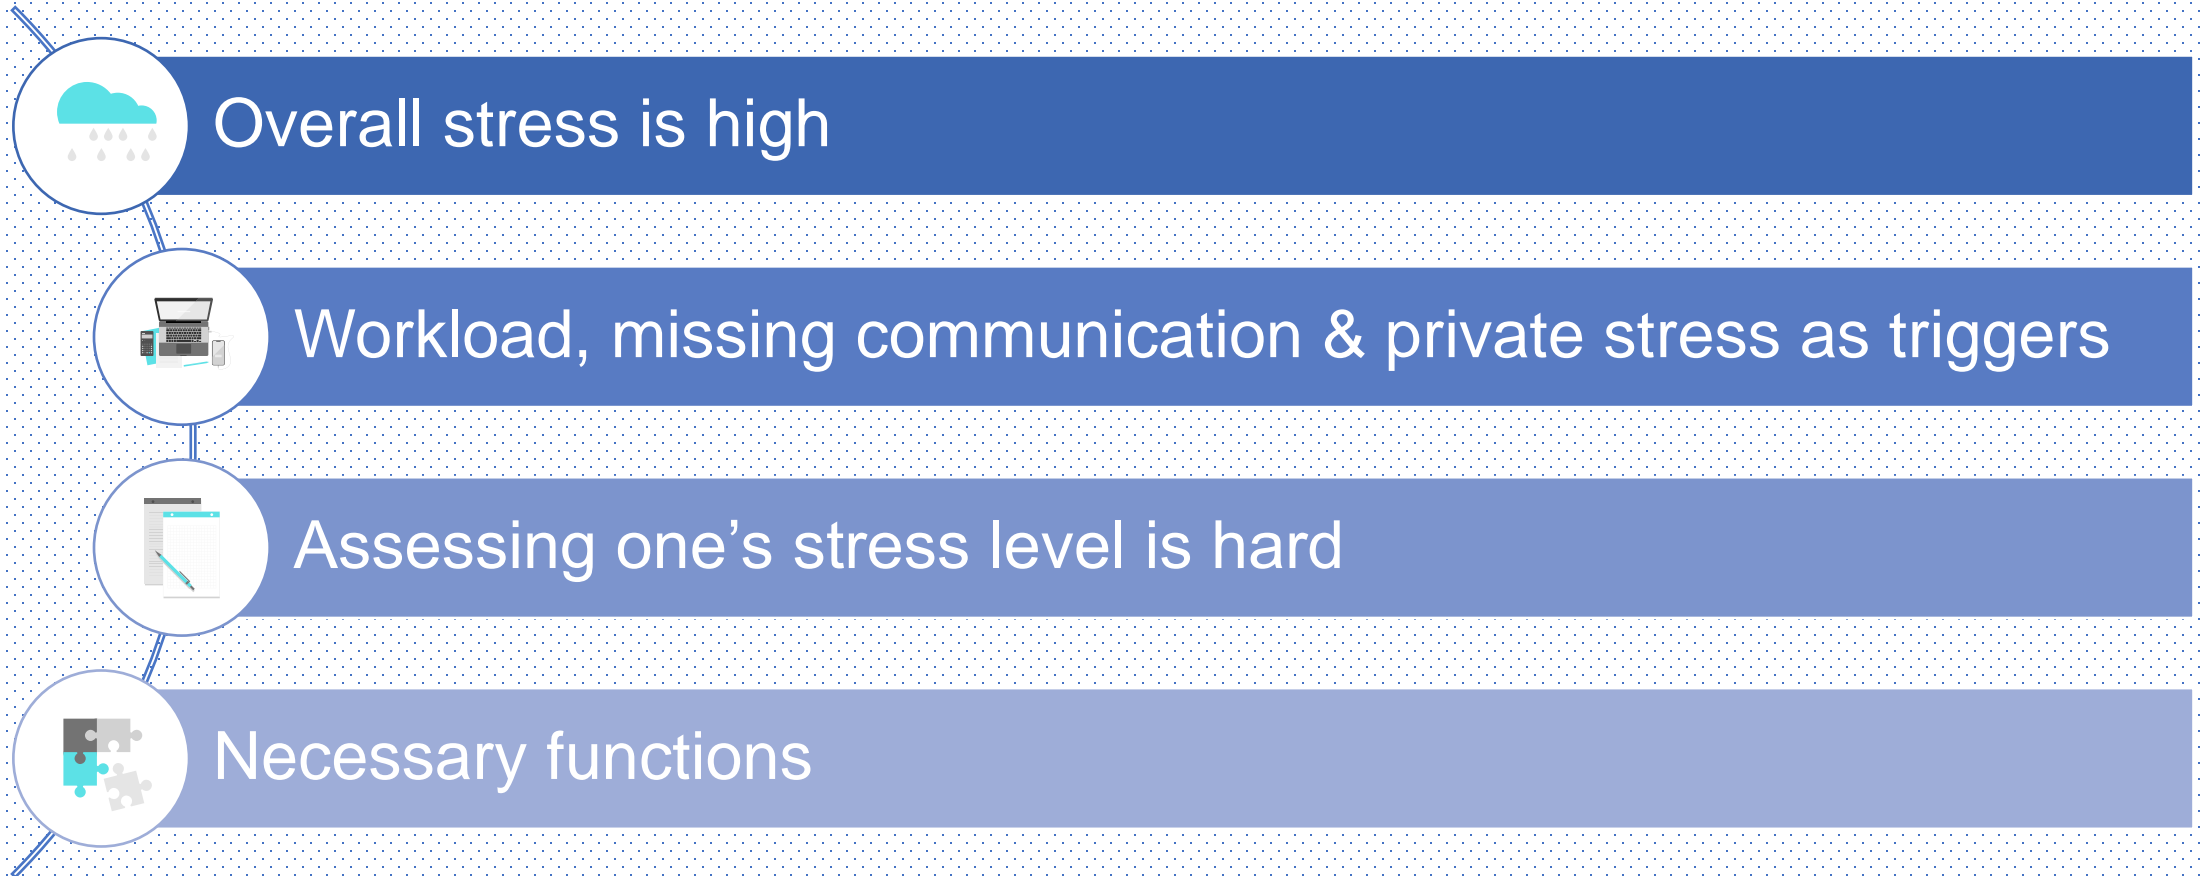 Overall stress is high
Workload, missing communication & private stress as triggers
Assessing one’s stress level is hard
Necessary functions